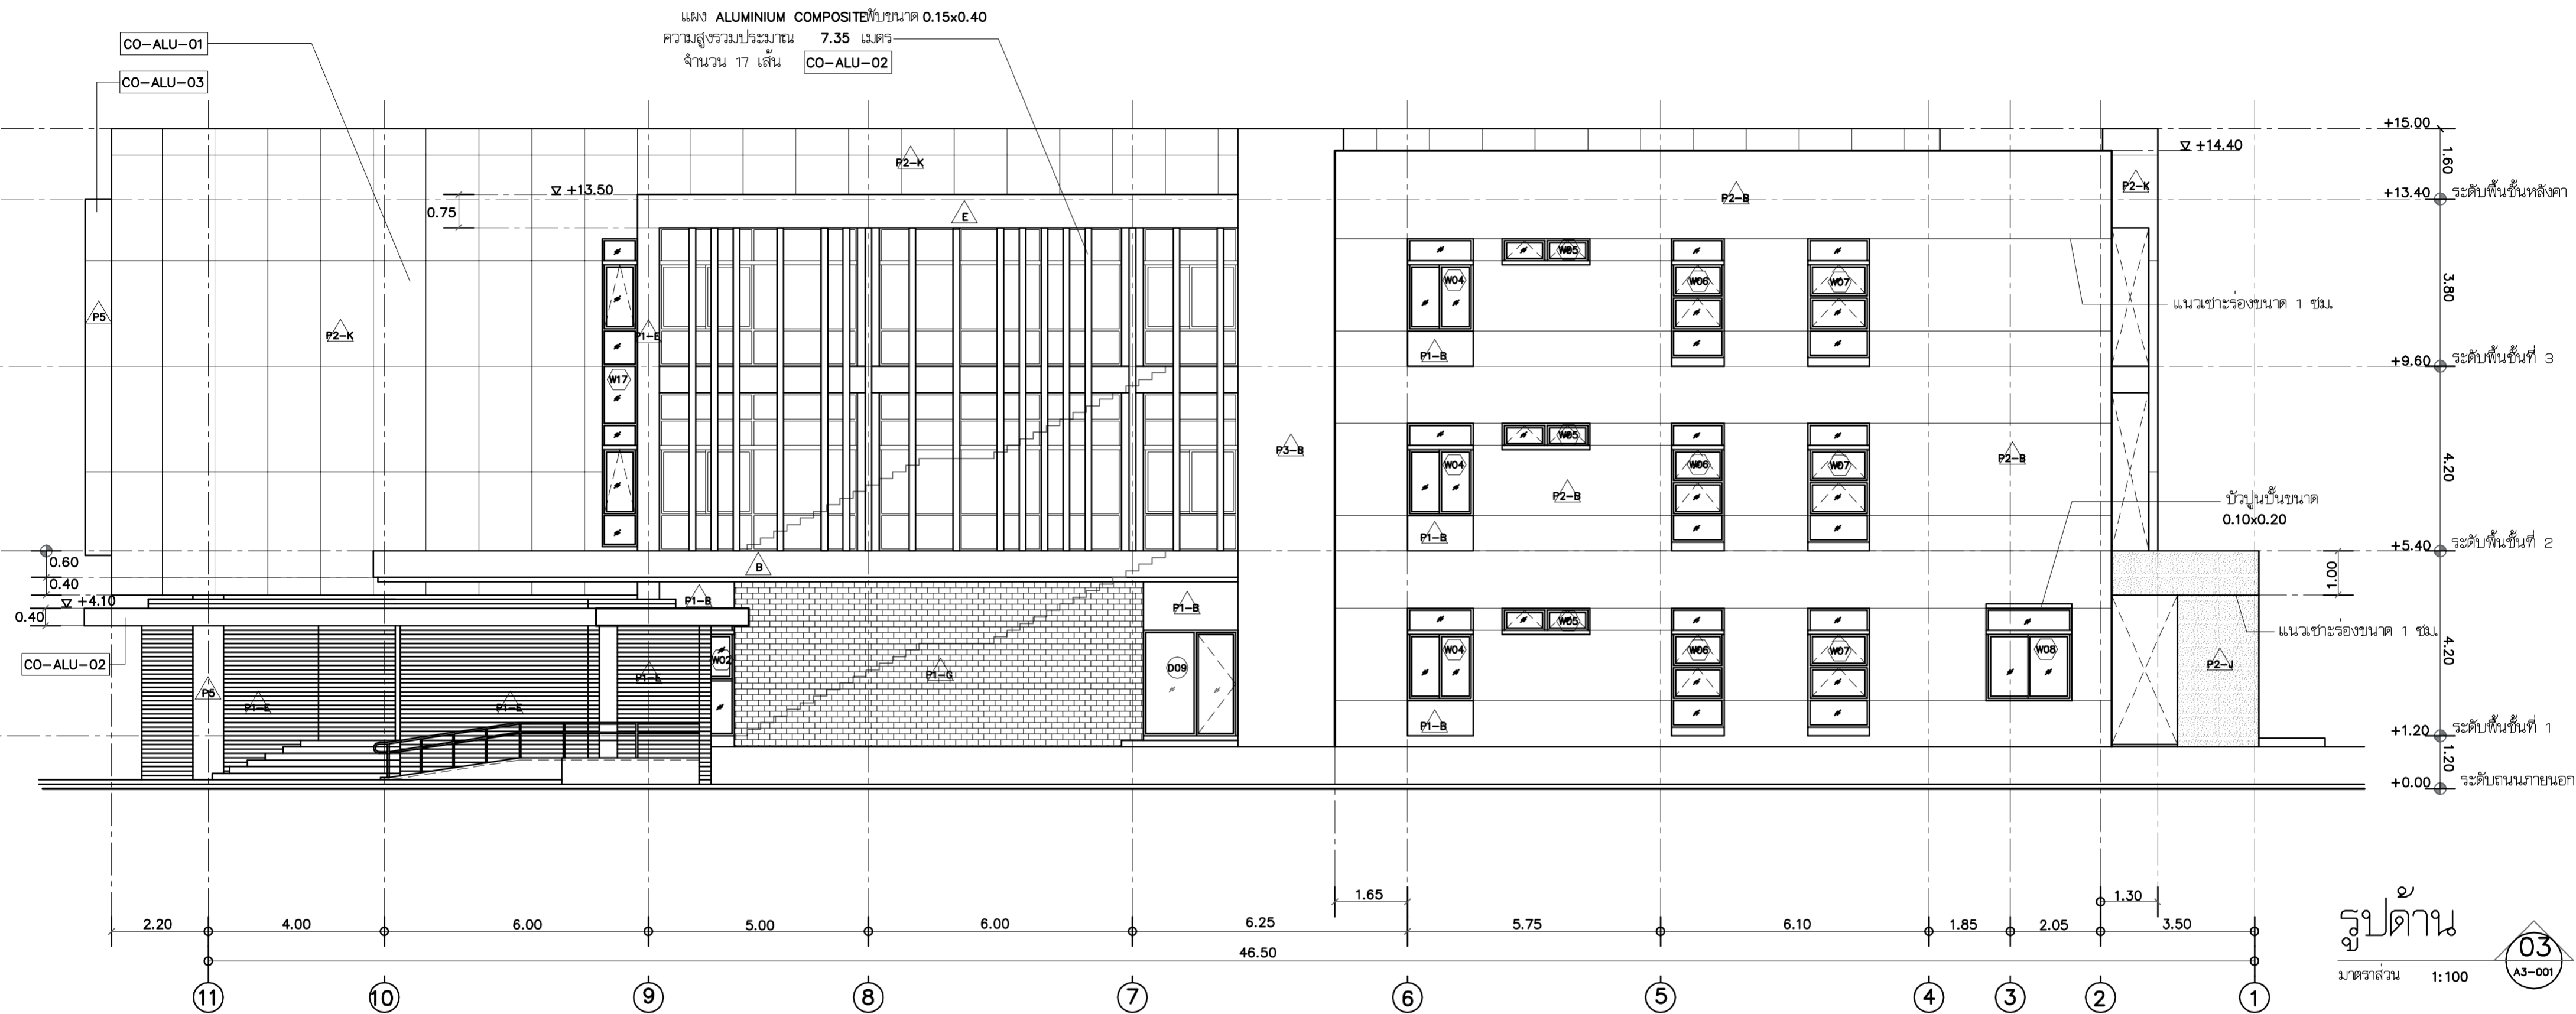 แผง ALUMINIUM COMPOSITEพับขนาด 0.15x0.40
ความสูงรวมประมาณ 7.35 เมตร
จำนวน 17 เส้น CO-ALU-02
CO-ALU-01
CO-ALU-03
+15.00
1.60
▽ +14.40
P2-K
P2-K
▽ +13.50
P2-B
+13.40 ระดับพื้นชั้นหลังคา
0.75
E
W05
W04
W06
W07
3.80
แนวเซาะร่องขนาด 1 ซม.
P5
P2-K
P1-E
P1-B
+9.60 ระดับพื้นชั้นที่ 3
W17
P3-B
W05
W04
W06
W07
P2-B
P2-B
4.20
บัวปูนปั้นขนาด
0.10x0.20
P1-B
+5.40 ระดับพื้นชั้นที่ 2
0.60
B
1.00
0.40
▽ +4.10
P1-B
P1-B
0.40
W05
แนวเซาะร่องขนาด 1 ซม.
CO-ALU-02
W02
D09
W04
W06
W07
W08
P2-J
4.20
P5
P1-E
P1-E
P1-E
P1-G
P1-B
+1.20 ระดับพื้นชั้นที่ 1
1.20
+0.00 ระดับถนนภายนอก
1.65
1.30
2.20
4.00
6.00
5.00
6.00
6.25
5.75
6.10
1.85
2.05
3.50
46.50
11
10
9
8
7
6
5
4
3
2
1
รูปด้าน
มาตราส่วน 1:100
03
A3-001